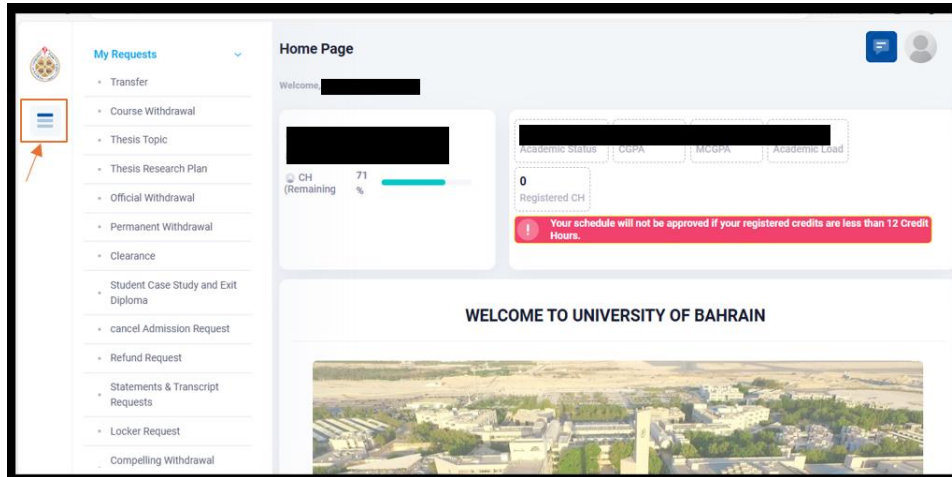 My Requests
Transfer
Course Withdrawal
Thesis Topic
Thesis Research Plan
Official Withdrawal
Permanent Withdrawal
Clearance
Student Case Study and Exit
Diploma
cancel Admission Request
Refund Request
Statements & Transcript
Requests
Locker Request
Compelling Withdrawal
Home Page
Welcome,
CH
(Remaining
71
%
Academic Status
CGPA
MCGPA
Academic Load
0
Registered CH
Your schedule will not be approved if your registered credits are less than 12 Credit
Hours.
WELCOME TO UNIVERSITY OF BAHRAIN